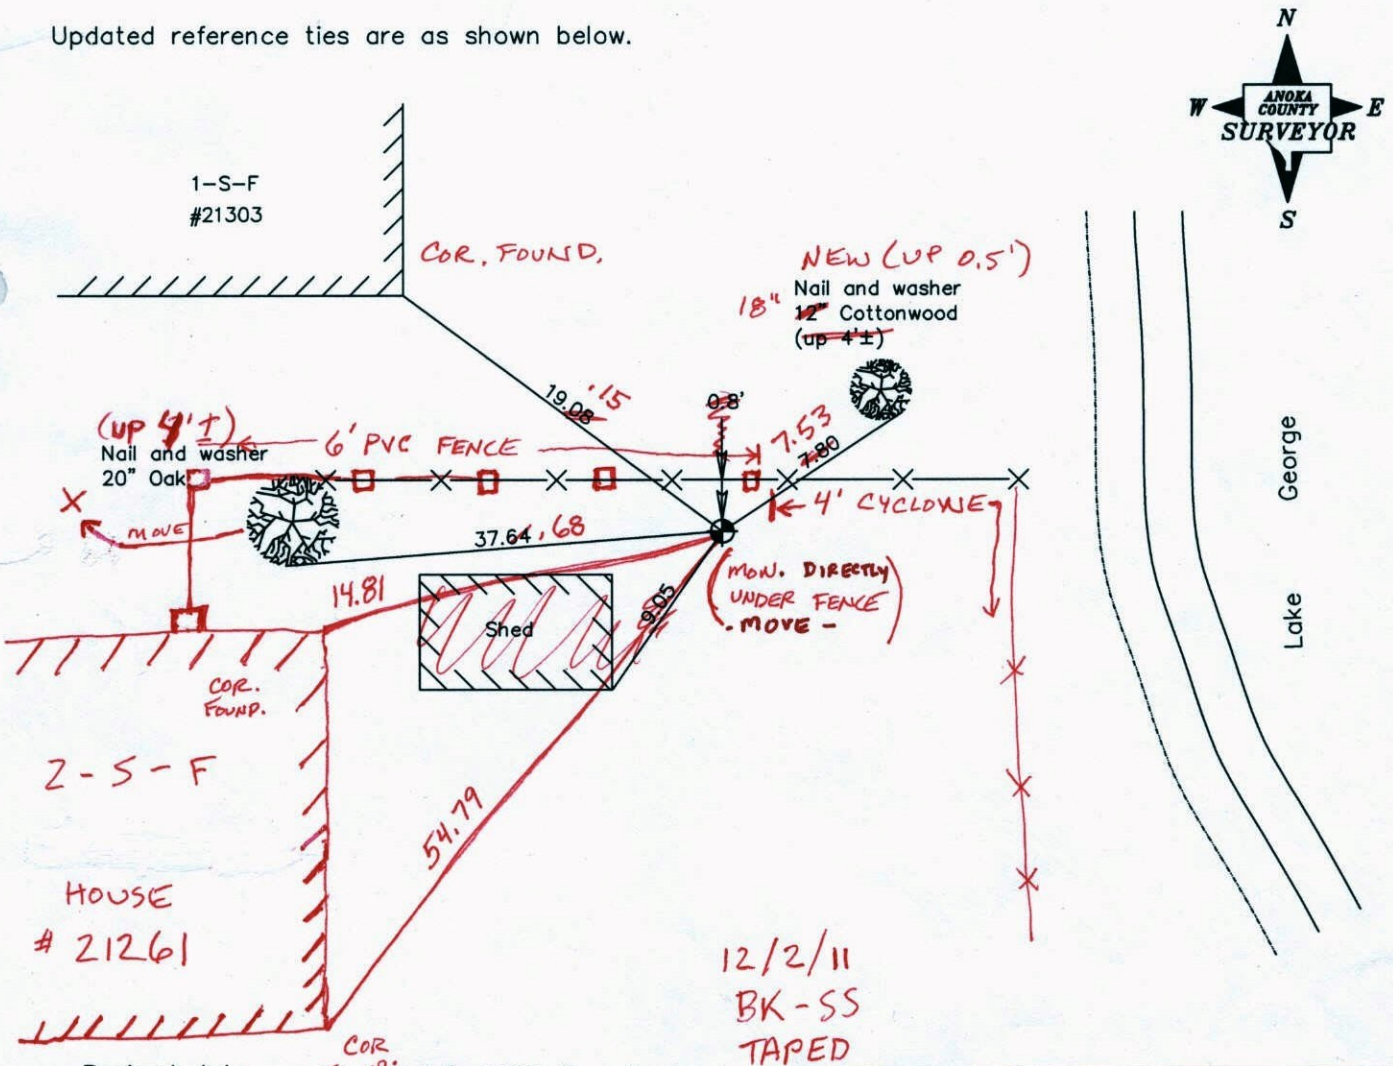 Updated reference ties are as shown below.
N
W
ANOKA
COUNTY
E
SURVEYOR
S
1-S-F
#21303
COR. FOUND.
NEW (UP 0.5')
Nail and washer
18" 12" Cottonwood
(up 4'±)
19.08 .15
0.8'
7.53
7.80
(UP 4'±)
6' PVC FENCE
Nail and washer
20" Oak
X
MOVE
4' CYCLONE
37.64 .68
14.81
(MON. DIRECTLY
UNDER FENCE
- MOVE -)
Shed
9.05
Lake George
COR.
FOUND.
2-S-F
54.79
HOUSE
# 21261
12/2/11
BK-SS
TAPED
COR